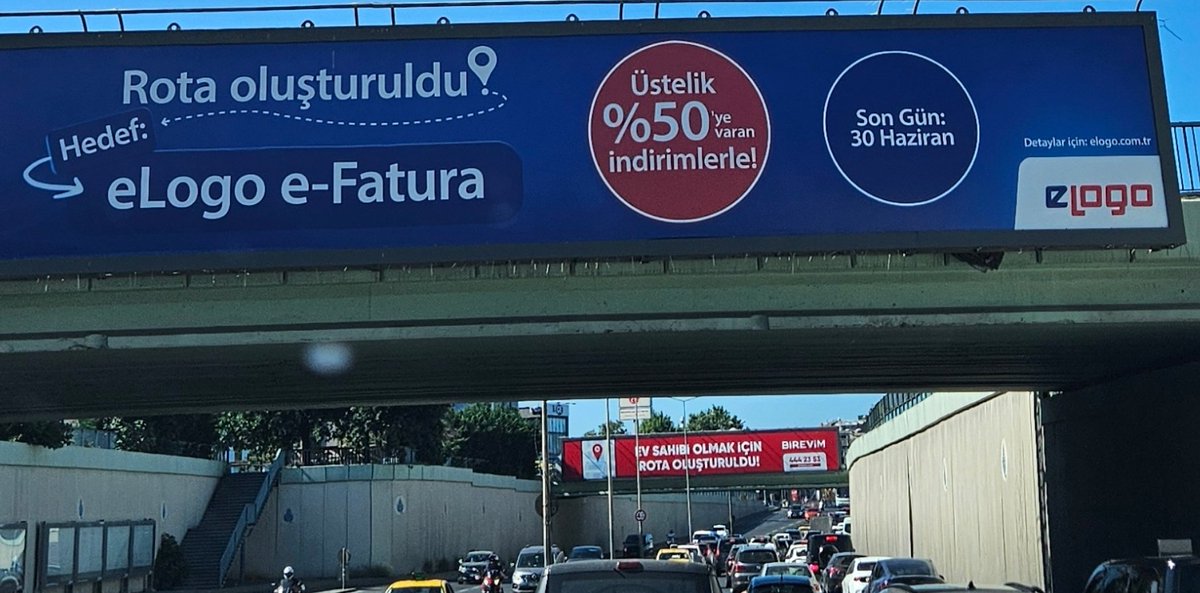 Rota oluşturuldu
Hedef:
eLogo e-Fatura
Üstelik
%50'ye varan
indirimlerle!
Son Gün:
30 Haziran
Detaylar için: elogo.com.tr
eLOGO
EV SAHİBİ OLMAK İÇİN
ROTA OLUŞTURULDU!
BİREVİM
444 23 53